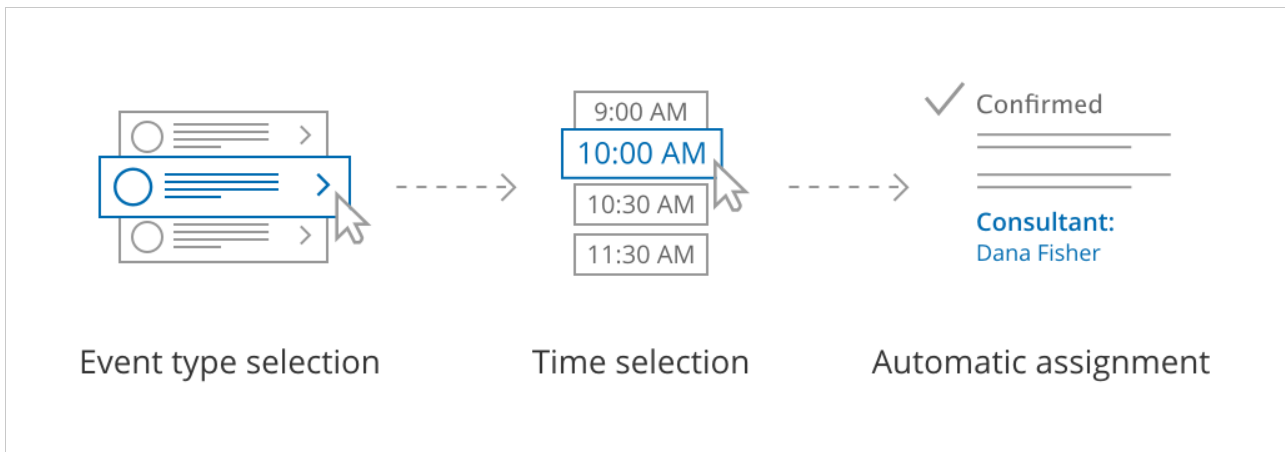 9:00 AM
10:00 AM
10:30 AM
11:30 AM
Confirmed
Consultant:
Dana Fisher
Event type selection
Time selection
Automatic assignment